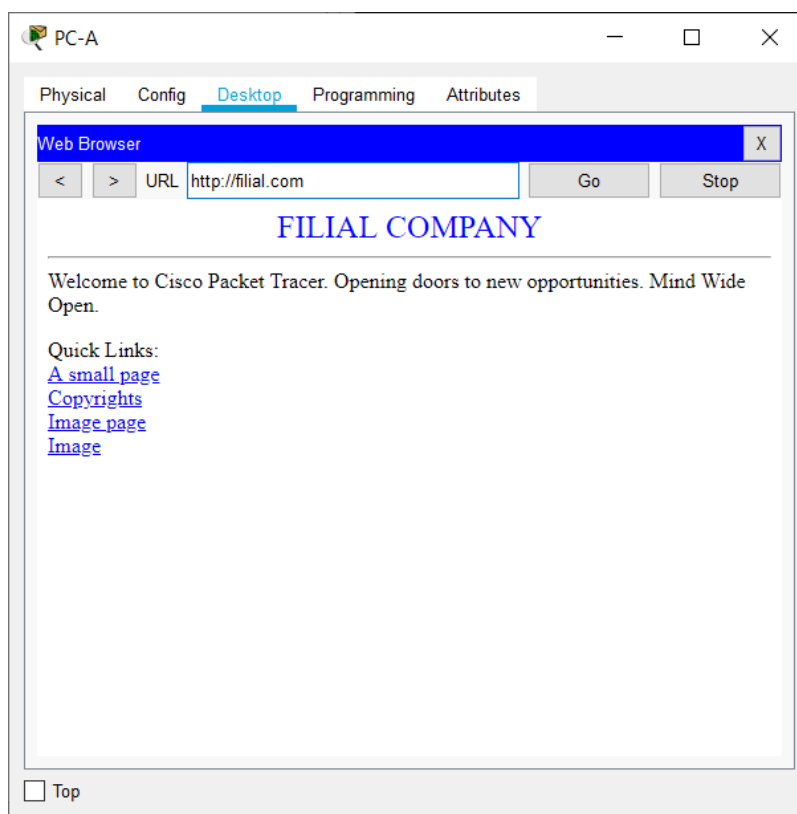 PC-A
Physical Config Desktop Programming Attributes
Web Browser X
< > URL http://filial.com Go Stop
FILIAL COMPANY
Welcome to Cisco Packet Tracer. Opening doors to new opportunities. Mind Wide
Open.
Quick Links:
A small page
Copyrights
Image page
Image
Top